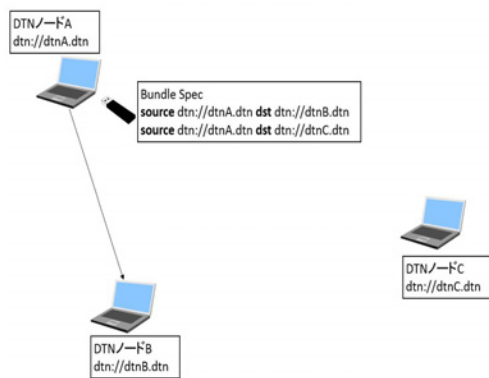 DTNノードA
dtn://dtnA.dtn
Bundle Spec
source dtn://dtnA.dtn dst dtn://dtnB.dtn
source dtn://dtnA.dtn dst dtn://dtnC.dtn
DTNノードC
dtn://dtnC.dtn
DTNノードB
dtn://dtnB.dtn